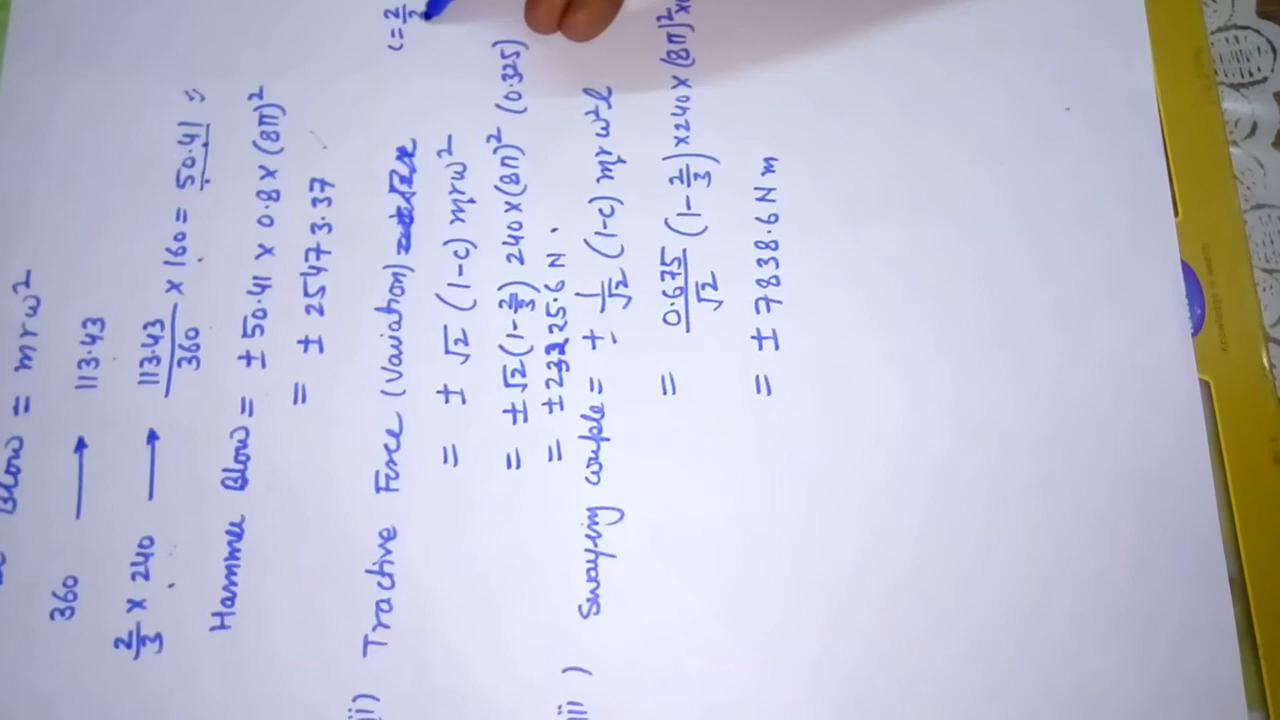 Blow = mrω²
360 → 113.43
2/3 × 240 → 113.43/360 × 160 = 50.41
Hammer Blow = ± 50.41 × 0.8 × (8π)²
= ± 25473.37
ii) Tractive Force (Variation)
c = 2/3
= ± √2 (1-c) mrω²
= ± √2 (1-2/3) 240 × (8π)² (0.325)
= ± 23225.6 N.
iii) Swaying couple = ± 1/√2 (1-c) mrω²l
= 0.675/√2 (1-2/3) × 240 × (8π)² ×
= ± 7838.6 N m